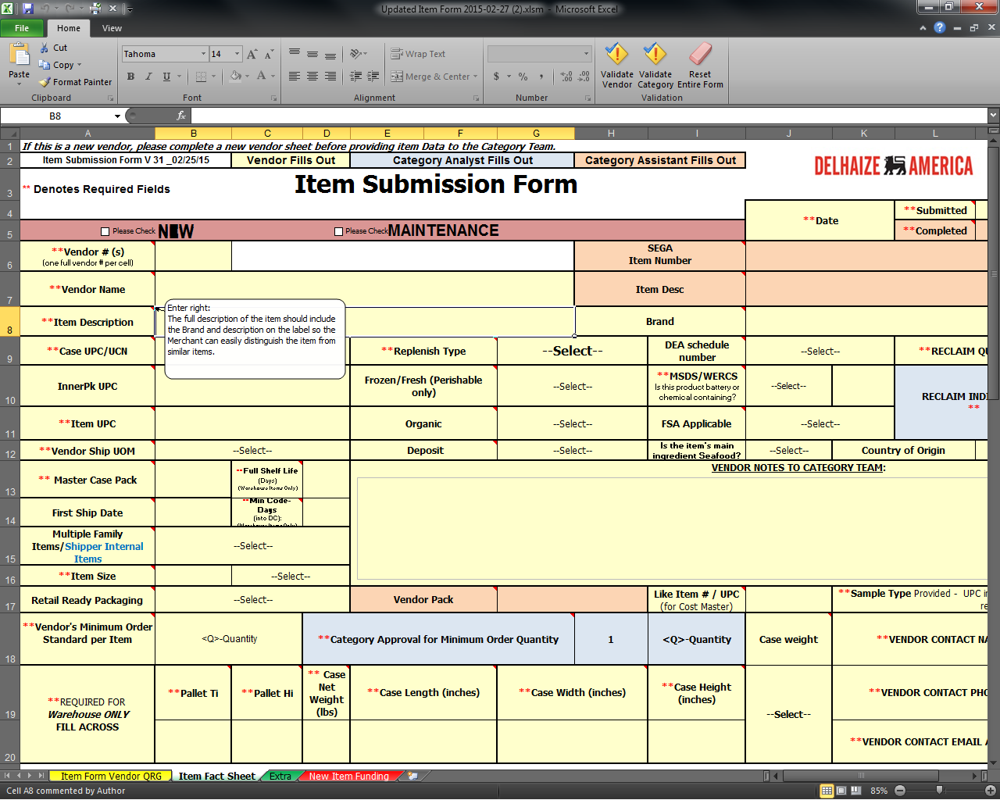 Updated Item Form 2015-02-27 (2).xlsm - Microsoft Excel
File Home View
Cut
Copy
Format Painter
Paste
Clipboard
Tahoma 14
B I U
Font
Wrap Text
Merge & Center
Alignment
$ % ,
Number
Validate Vendor
Validate Category
Reset Entire Form
Validation
B8 fx
A B C D E F G H I J K L
1 If this is a new vendor, please complete a new vendor sheet before providing item Data to the Category Team.
2 Item Submission Form V 31 _02/25/15 Vendor Fills Out Category Analyst Fills Out Category Assistant Fills Out
DELHAIZE AMERICA
3 ** Denotes Required Fields Item Submission Form
4 **Date **Submitted
5 Please Check NEW Please Check MAINTENANCE **Completed
6 **Vendor # (s)
(one full vendor # per cell)
SEGA
Item Number
7 **Vendor Name Item Desc
8 **Item Description Brand
Enter right:
The full description of the item should include
the Brand and description on the label so the
Merchant can easily distinguish the item from
similar items.
9 **Case UPC/UCN **Replenish Type --Select-- DEA schedule
number --Select-- **RECLAIM QU
10 InnerPk UPC Frozen/Fresh (Perishable
only) --Select-- **MSDS/WERCS
Is this product battery or
chemical containing? --Select-- RECLAIM INDI
**
11 **Item UPC Organic --Select-- FSA Applicable --Select--
12 **Vendor Ship UOM --Select-- Deposit --Select-- Is the item's main
ingredient Seafood? --Select-- Country of Origin
13 ** Master Case Pack **Full Shelf Life
(Days)
(Warehouse Items Only)
VENDOR NOTES TO CATEGORY TEAM:
14 First Ship Date **Min Code-
Days
(into DC):
(Warehouse Items Only)
15 Multiple Family
Items/Shipper Internal
Items --Select--
16 **Item Size --Select--
17 Retail Ready Packaging --Select-- Vendor Pack Like Item # / UPC
(for Cost Master) **Sample Type Provided - UPC in
re
18 **Vendor's Minimum Order
Standard per Item <Q>-Quantity **Category Approval for Minimum Order Quantity 1 <Q>-Quantity Case weight **VENDOR CONTACT NA
19 **REQUIRED FOR
Warehouse ONLY
FILL ACROSS
**Pallet Ti **Pallet Hi ** Case
Net
Weight
(lbs) **Case Length (inches) **Case Width (inches) **Case Height
(inches) --Select-- **VENDOR CONTACT PHO
20 **VENDOR CONTACT EMAIL A
Item Form Vendor QRG Item Fact Sheet Extra New Item Funding
Cell A8 commented by Author 85%